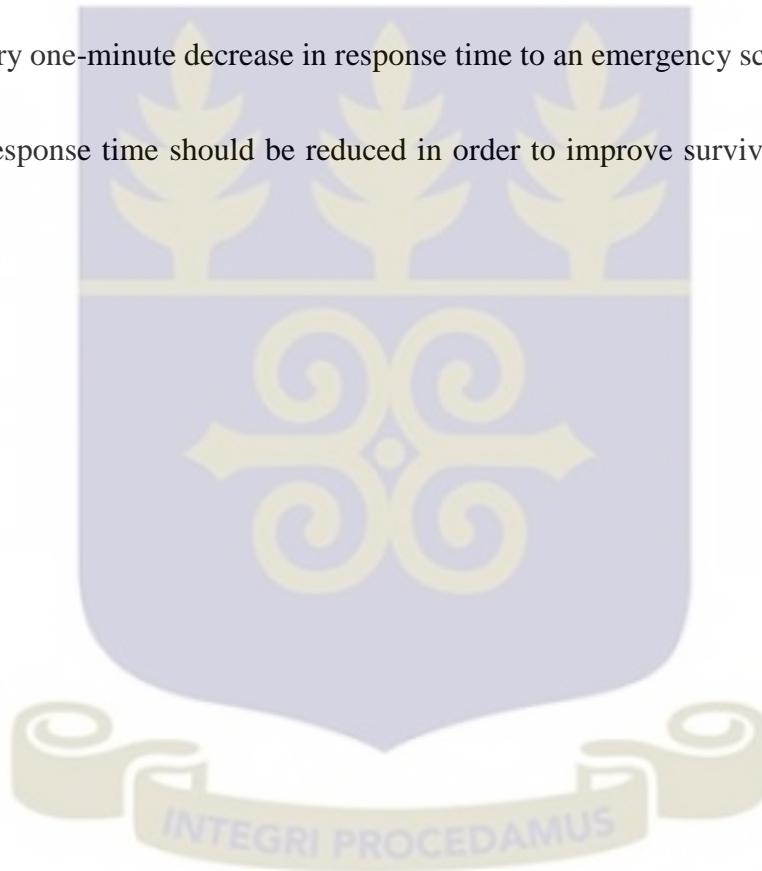 ry one-minute decrease in response time to an emergency sc
esponse time should be reduced in order to improve surviv
INTEGRI PROCEDAMUS